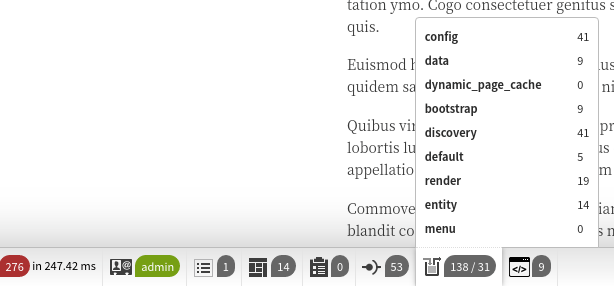 tation ymo. Cogo consectetuer genitus s
quis.
Euismod
quidem sa
Quibus vir
lobortis lu
appellatio
Commove
blandit co
config 41
data 9
dynamic_page_cache 0
bootstrap 9
discovery 41
default 5
render 19
entity 14
menu 0
276 in 247.42 ms admin 1 14 0 53 138 / 31 </> 9